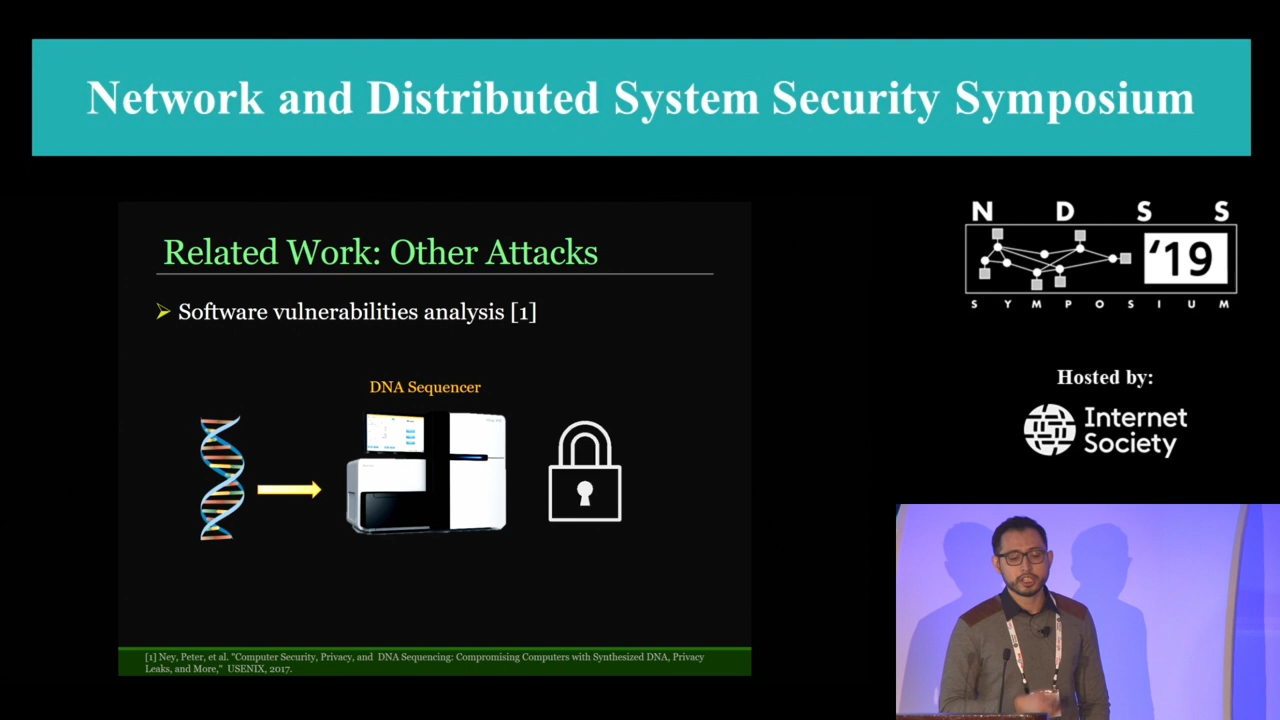 Network and Distributed System Security Symposium
Related Work: Other Attacks
Software vulnerabilities analysis [1]
DNA Sequencer
[1] Ney, Peter, et al. "Computer Security, Privacy, and DNA Sequencing: Compromising Computers with Synthesized DNA, Privacy
Leaks, and More," USENIX, 2017.
N D S S
'19
S Y M P O S I U M
Hosted by:
Internet
Society